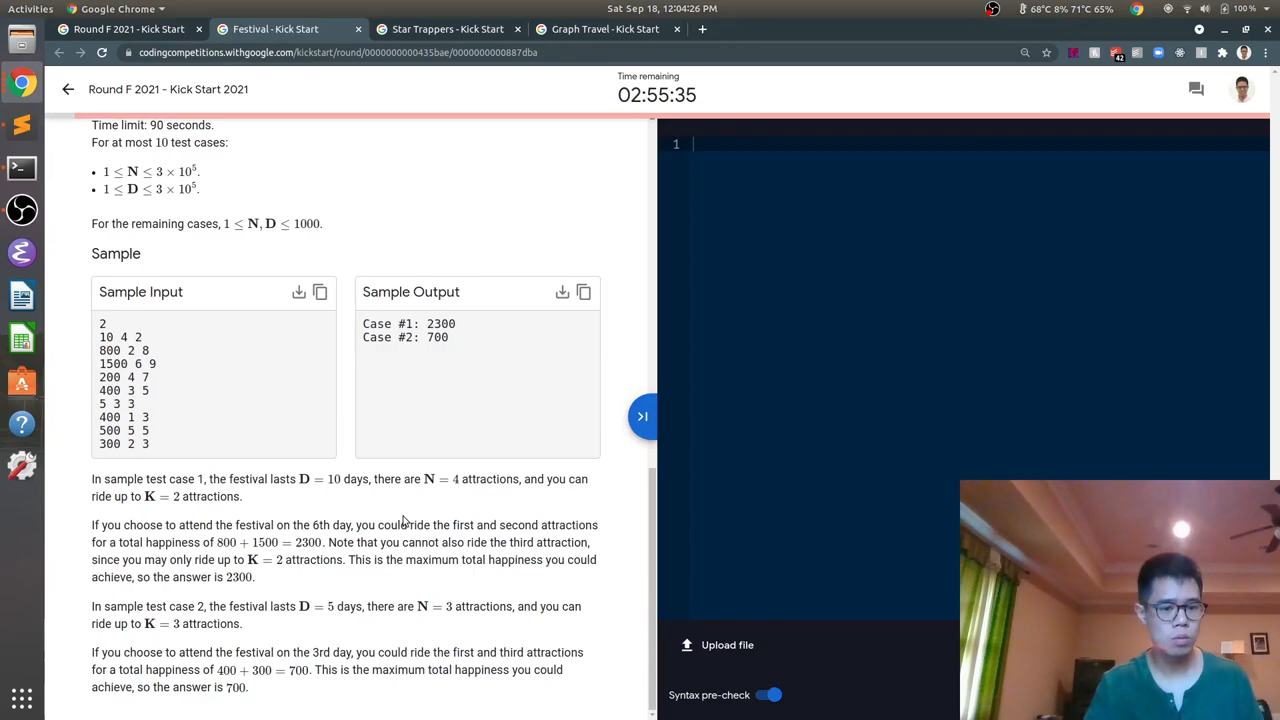 Activities
Google Chrome
Sat Sep 18, 12:04:26
68°C 8% 71% 65%
100 %
Round F 2021 - Kick Start
Festival - Kick Start
Star Trappers - Kick Start
Graph Travel - Kick Start
codingcompetitions.withgoogle.com/kickstart/round/0000000000435bae/0000000000887dba
42
Round F 2021 - Kick Start 2021
Time remaining
02:55:35
Time limit: 90 seconds.
For at most 10 test cases:
• 1 ≤ N ≤ 3 × 10⁵.
• 1 ≤ D ≤ 3 × 10⁵.
For the remaining cases, 1 ≤ N, D ≤ 1000.
Sample
Sample Input
2
10 4 2
800 2 8
1500 6 9
200 4 7
400 3 5
5 3 3
400 1 3
500 5 5
300 2 3
Sample Output
Case #1: 2300
Case #2: 700
In sample test case 1, the festival lasts D = 10 days, there are N = 4 attractions, and you can
ride up to K = 2 attractions.
If you choose to attend the festival on the 6th day, you could ride the first and second attractions
for a total happiness of 800 + 1500 = 2300. Note that you cannot also ride the third attraction,
since you may only ride up to K = 2 attractions. This is the maximum total happiness you could
achieve, so the answer is 2300.
In sample test case 2, the festival lasts D = 5 days, there are N = 3 attractions, and you can
ride up to K = 3 attractions.
If you choose to attend the festival on the 3rd day, you could ride the first and third attractions
for a total happiness of 400 + 300 = 700. This is the maximum total happiness you could
achieve, so the answer is 700.
1
Upload file
Syntax pre-check